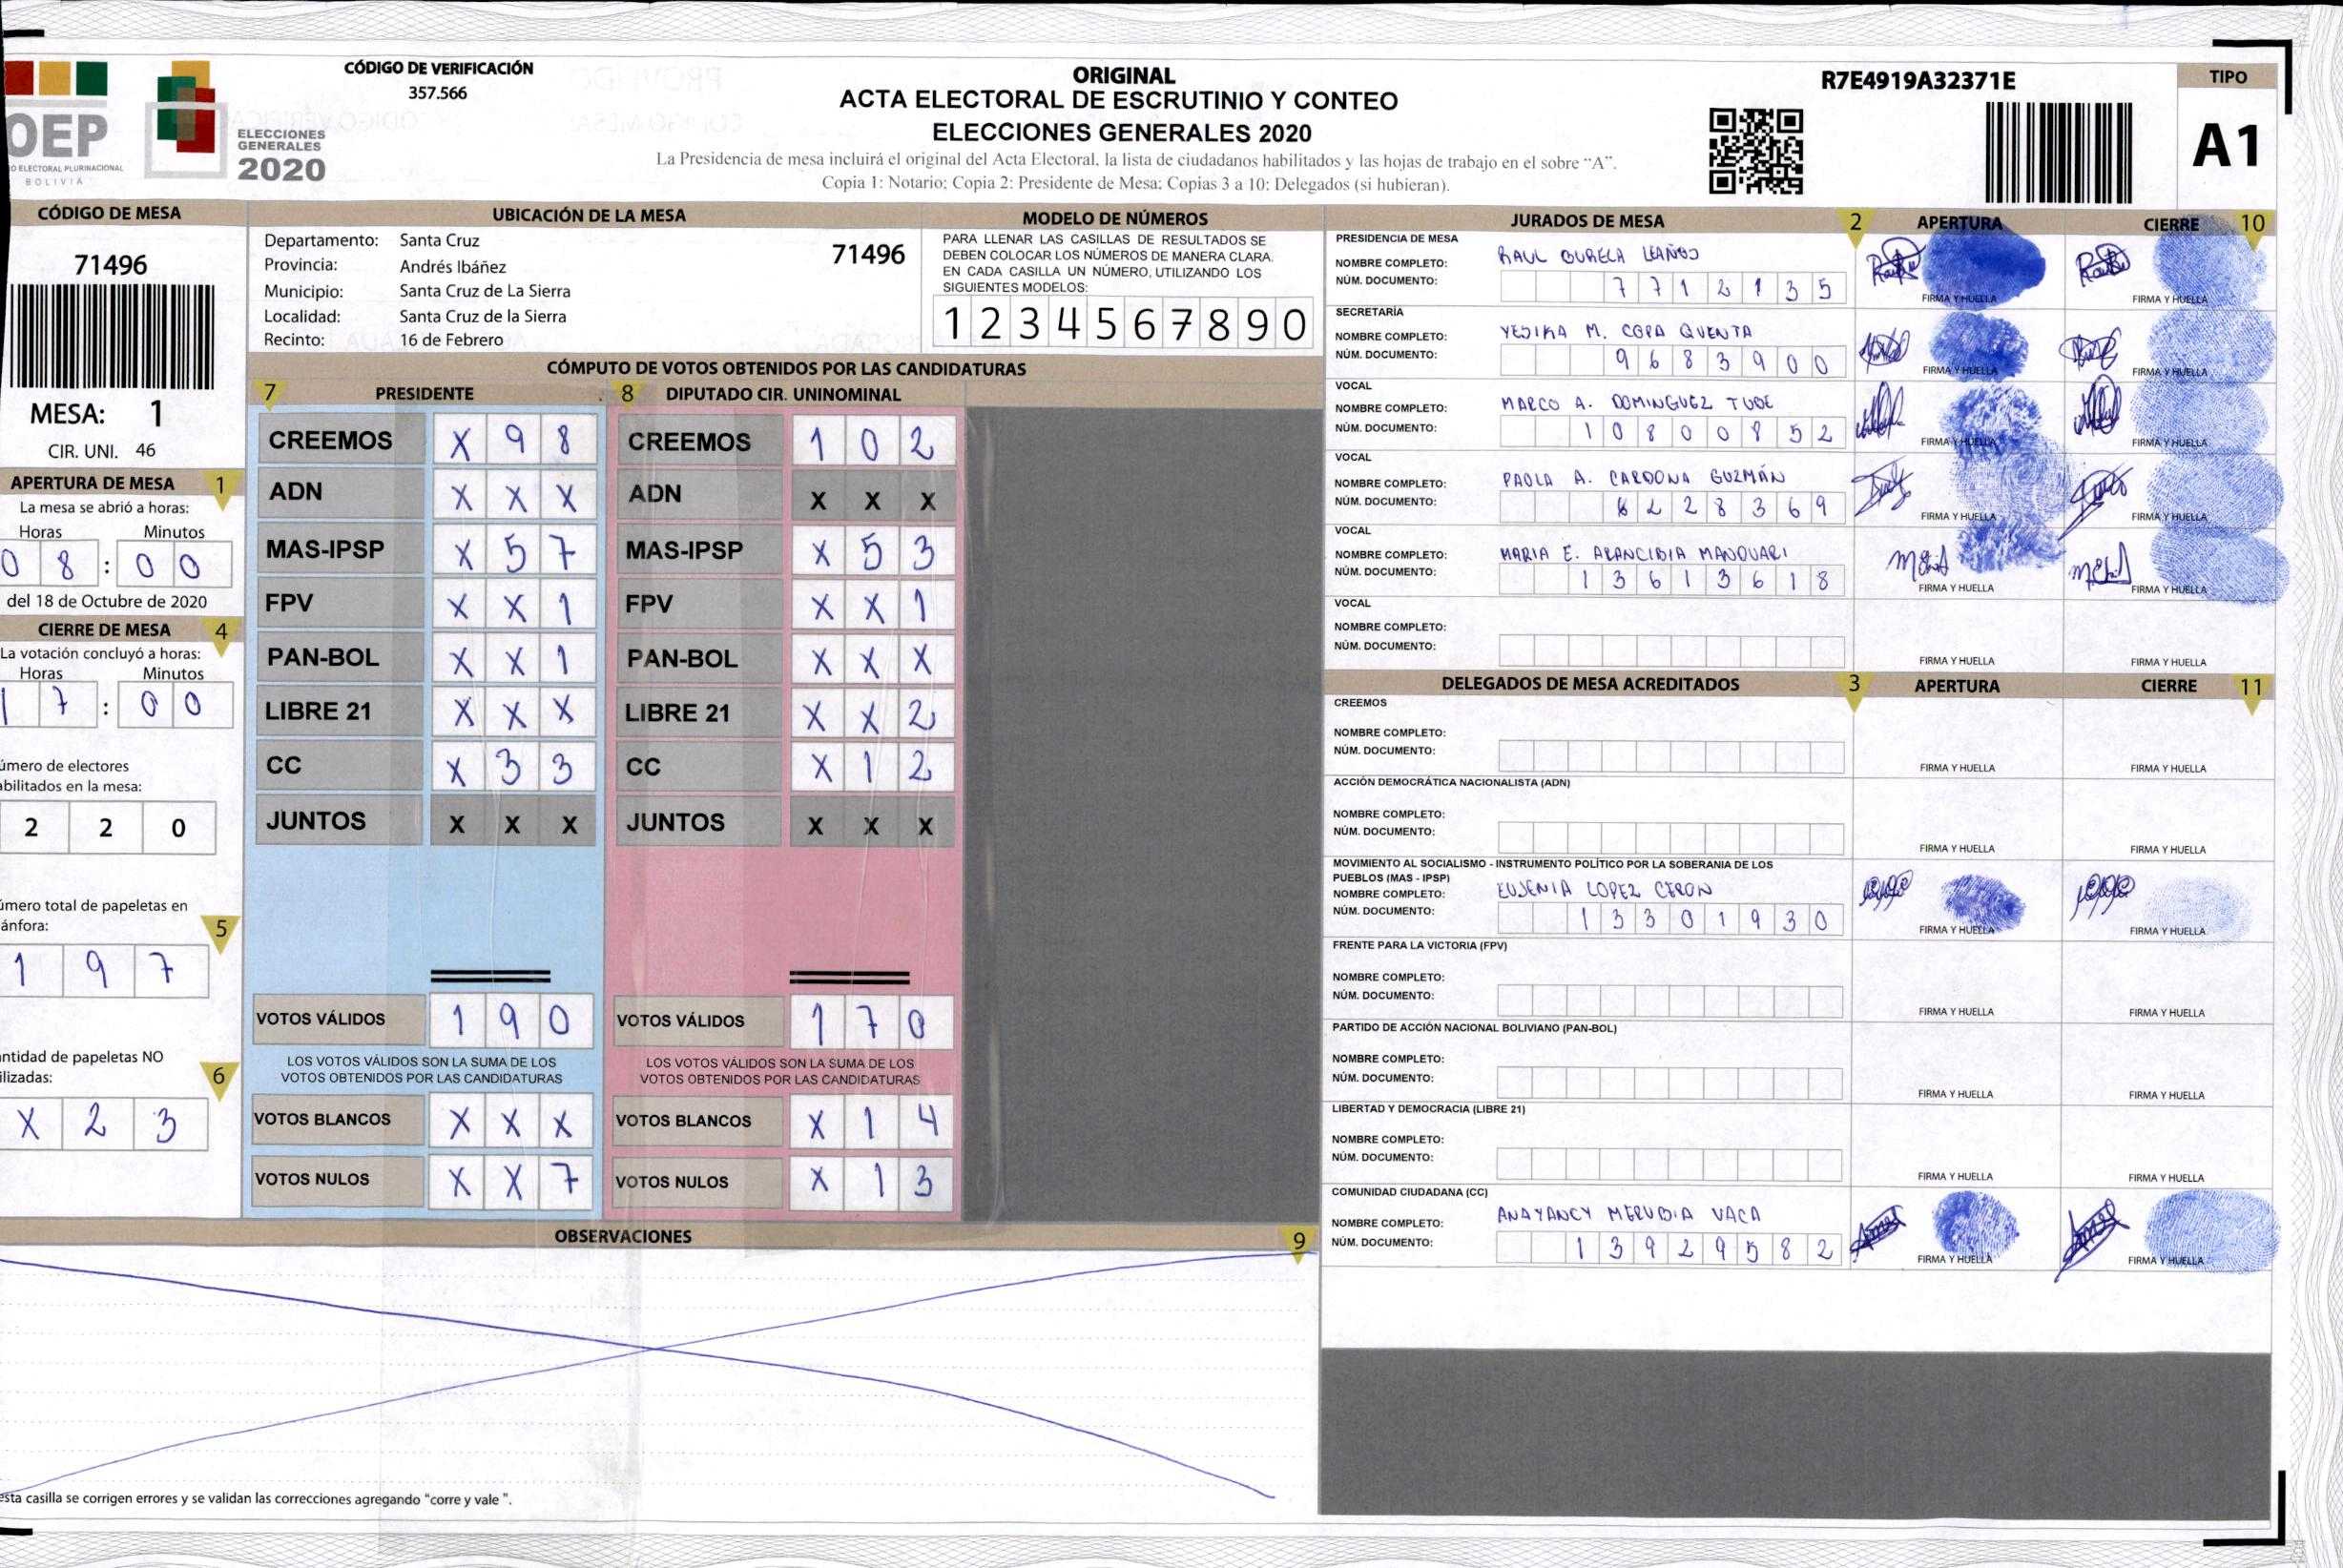 CÓDIGO DE VERIFICACIÓN
357.566
ORIGINAL
ACTA ELECTORAL DE ESCRUTINIO Y CONTEO
ELECCIONES GENERALES 2020
La Presidencia de mesa incluirá el original del Acta Electoral, la lista de ciudadanos habilitados y las hojas de trabajo en el sobre “A”.
Copia 1: Notario; Copia 2: Presidente de Mesa; Copias 3 a 10: Delegados (si hubieran).
R7E4919A32371E
TIPO
A1
OEP
ELECTORAL PLURINACIONAL
BOLIVIA
ELECCIONES
GENERALES
2020
CÓDIGO DE MESA
71496
MESA: 1
CIR. UNI. 46
APERTURA DE MESA 1
La mesa se abrió a horas:
Horas Minutos
0 8 : 0 0
del 18 de Octubre de 2020
CIERRE DE MESA 4
La votación concluyó a horas:
Horas Minutos
1 7 : 0 0
úmero de electores
abilitados en la mesa:
2 2 0
úmero total de papeletas en
ánfora:
5
1 9 7
antidad de papeletas NO
ilizadas:
6
X 2 3
UBICACIÓN DE LA MESA
Departamento: Santa Cruz
71496
Provincia: Andrés Ibáñez
Municipio: Santa Cruz de La Sierra
Localidad: Santa Cruz de la Sierra
Recinto: 16 de Febrero
MODELO DE NÚMEROS
PARA LLENAR LAS CASILLAS DE RESULTADOS SE
DEBEN COLOCAR LOS NÚMEROS DE MANERA CLARA.
EN CADA CASILLA UN NÚMERO, UTILIZANDO LOS
SIGUIENTES MODELOS:
1 2 3 4 5 6 7 8 9 0
CÓMPUTO DE VOTOS OBTENIDOS POR LAS CANDIDATURAS
7 PRESIDENTE
CREEMOS X 9 8
ADN X X X
MAS-IPSP X 5 7
FPV X X 1
PAN-BOL X X 1
LIBRE 21 X X X
CC X 3 3
JUNTOS X X X
VOTOS VÁLIDOS 1 9 0
LOS VOTOS VÁLIDOS SON LA SUMA DE LOS
VOTOS OBTENIDOS POR LAS CANDIDATURAS
VOTOS BLANCOS X X X
VOTOS NULOS X X 7
8 DIPUTADO CIR. UNINOMINAL
CREEMOS 1 0 2
ADN X X X
MAS-IPSP X 5 3
FPV X X 1
PAN-BOL X X X
LIBRE 21 X X 2
CC X 1 2
JUNTOS X X X
VOTOS VÁLIDOS 1 7 0
LOS VOTOS VÁLIDOS SON LA SUMA DE LOS
VOTOS OBTENIDOS POR LAS CANDIDATURAS
VOTOS BLANCOS X 1 4
VOTOS NULOS X 1 3
OBSERVACIONES 9
esta casilla se corrigen errores y se validan las correcciones agregando “corre y vale ”.
JURADOS DE MESA 2 APERTURA CIERRE 10
PRESIDENCIA DE MESA
NOMBRE COMPLETO: RAUL LEAÑOS
NÚM. DOCUMENTO: 7 7 1 2 1 3 5
FIRMA Y HUELLA FIRMA Y HUELLA
SECRETARÍA
NOMBRE COMPLETO: YESIKA M. COPA QUENTA
NÚM. DOCUMENTO: 9 6 8 3 9 0 0
FIRMA Y HUELLA FIRMA Y HUELLA
VOCAL
NOMBRE COMPLETO: MARCO A. DOMINGUEZ
NÚM. DOCUMENTO: 1 0 8 0 0 8 5 2
FIRMA Y HUELLA FIRMA Y HUELLA
VOCAL
NOMBRE COMPLETO: PAOLA A. CARDONA GUZMÁN
NÚM. DOCUMENTO: 2 8 3 6 9
FIRMA Y HUELLA FIRMA Y HUELLA
VOCAL
NOMBRE COMPLETO: MARIA E. ARANCIBIA MANDUARI
NÚM. DOCUMENTO: 1 3 6 1 3 6 1 8
FIRMA Y HUELLA FIRMA Y HUELLA
VOCAL
NOMBRE COMPLETO:
NÚM. DOCUMENTO:
FIRMA Y HUELLA FIRMA Y HUELLA
DELEGADOS DE MESA ACREDITADOS 3 APERTURA CIERRE 11
CREEMOS
NOMBRE COMPLETO:
NÚM. DOCUMENTO:
FIRMA Y HUELLA FIRMA Y HUELLA
ACCIÓN DEMOCRÁTICA NACIONALISTA (ADN)
NOMBRE COMPLETO:
NÚM. DOCUMENTO:
FIRMA Y HUELLA FIRMA Y HUELLA
MOVIMIENTO AL SOCIALISMO - INSTRUMENTO POLÍTICO POR LA SOBERANIA DE LOS
PUEBLOS (MAS - IPSP)
NOMBRE COMPLETO: EUJENIA LOPEZ CERON
NÚM. DOCUMENTO: 1 3 3 0 1 9 3 0
FIRMA Y HUELLA FIRMA Y HUELLA
FRENTE PARA LA VICTORIA (FPV)
NOMBRE COMPLETO:
NÚM. DOCUMENTO:
FIRMA Y HUELLA FIRMA Y HUELLA
PARTIDO DE ACCIÓN NACIONAL BOLIVIANO (PAN-BOL)
NOMBRE COMPLETO:
NÚM. DOCUMENTO:
FIRMA Y HUELLA FIRMA Y HUELLA
LIBERTAD Y DEMOCRACIA (LIBRE 21)
NOMBRE COMPLETO:
NÚM. DOCUMENTO:
FIRMA Y HUELLA FIRMA Y HUELLA
COMUNIDAD CIUDADANA (CC)
NOMBRE COMPLETO: ANAYANCY MERUBIA VACA
NÚM. DOCUMENTO: 1 3 9 2 9 5 8 2
FIRMA Y HUELLA FIRMA Y HUELLA